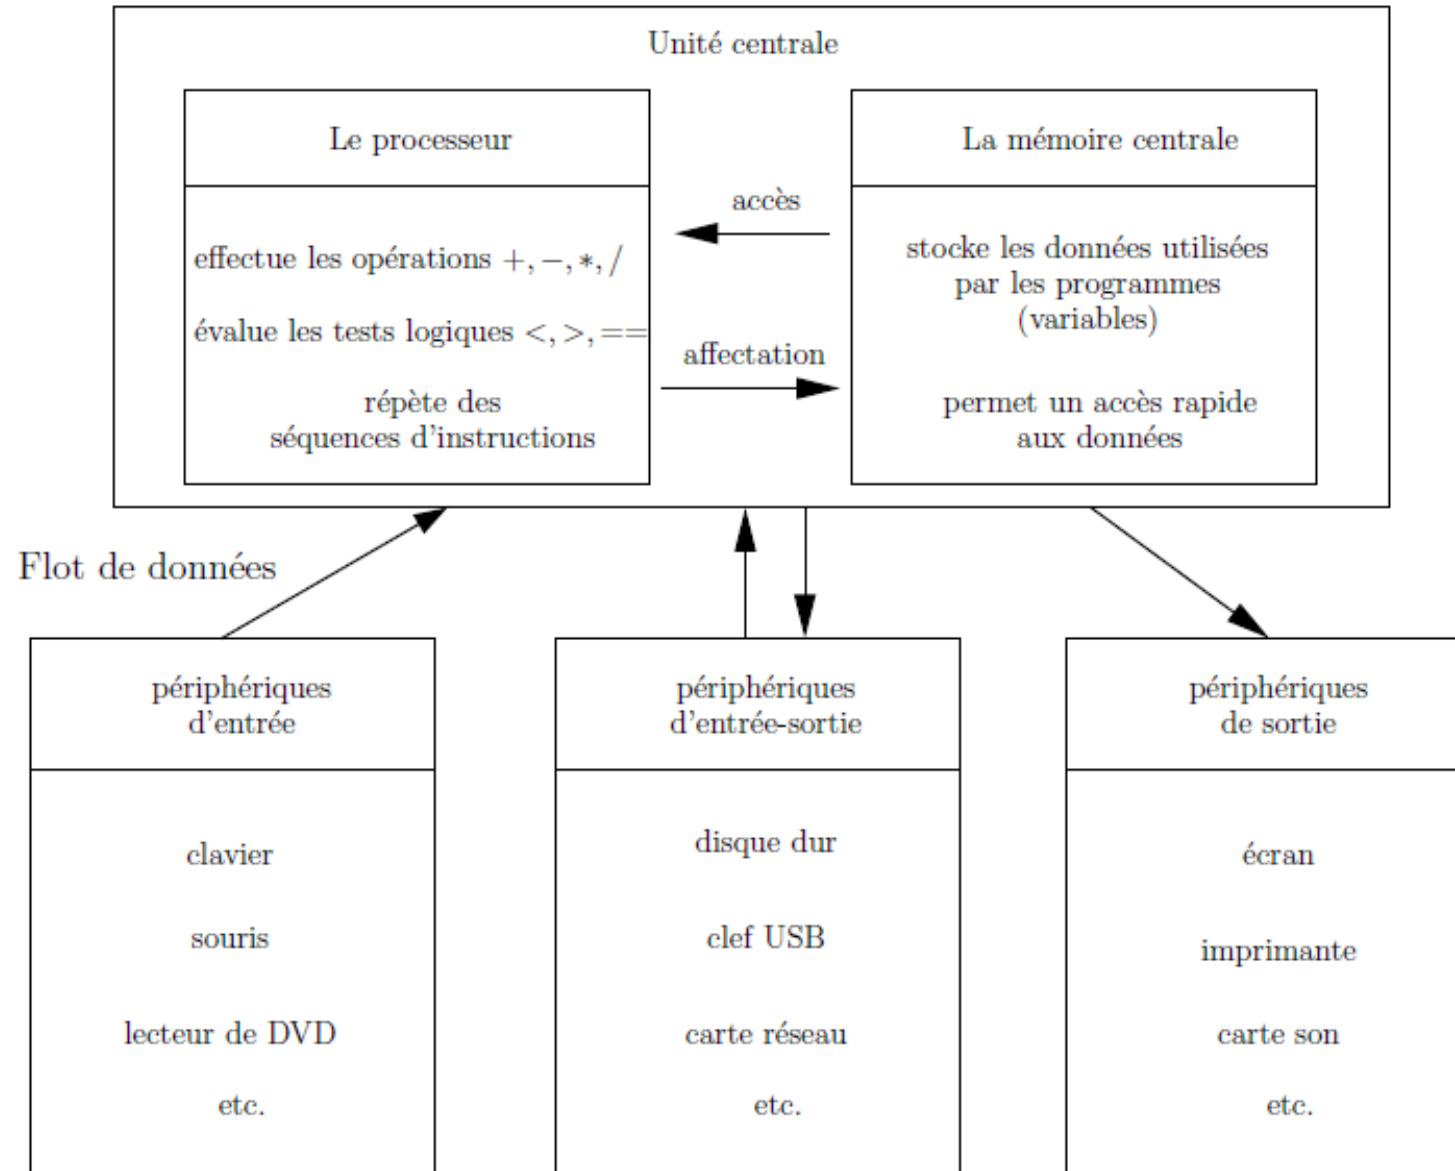 Unité centrale
Le processeur
effectue les opérations +, −, ∗, /
évalue les tests logiques <, >, ==
répète des
séquences d'instructions
accès
affectation
La mémoire centrale
stocke les données utilisées
par les programmes
(variables)
permet un accès rapide
aux données
Flot de données
périphériques
d'entrée
clavier
souris
lecteur de DVD
etc.
périphériques
d'entrée-sortie
disque dur
clef USB
carte réseau
etc.
périphériques
de sortie
écran
imprimante
carte son
etc.